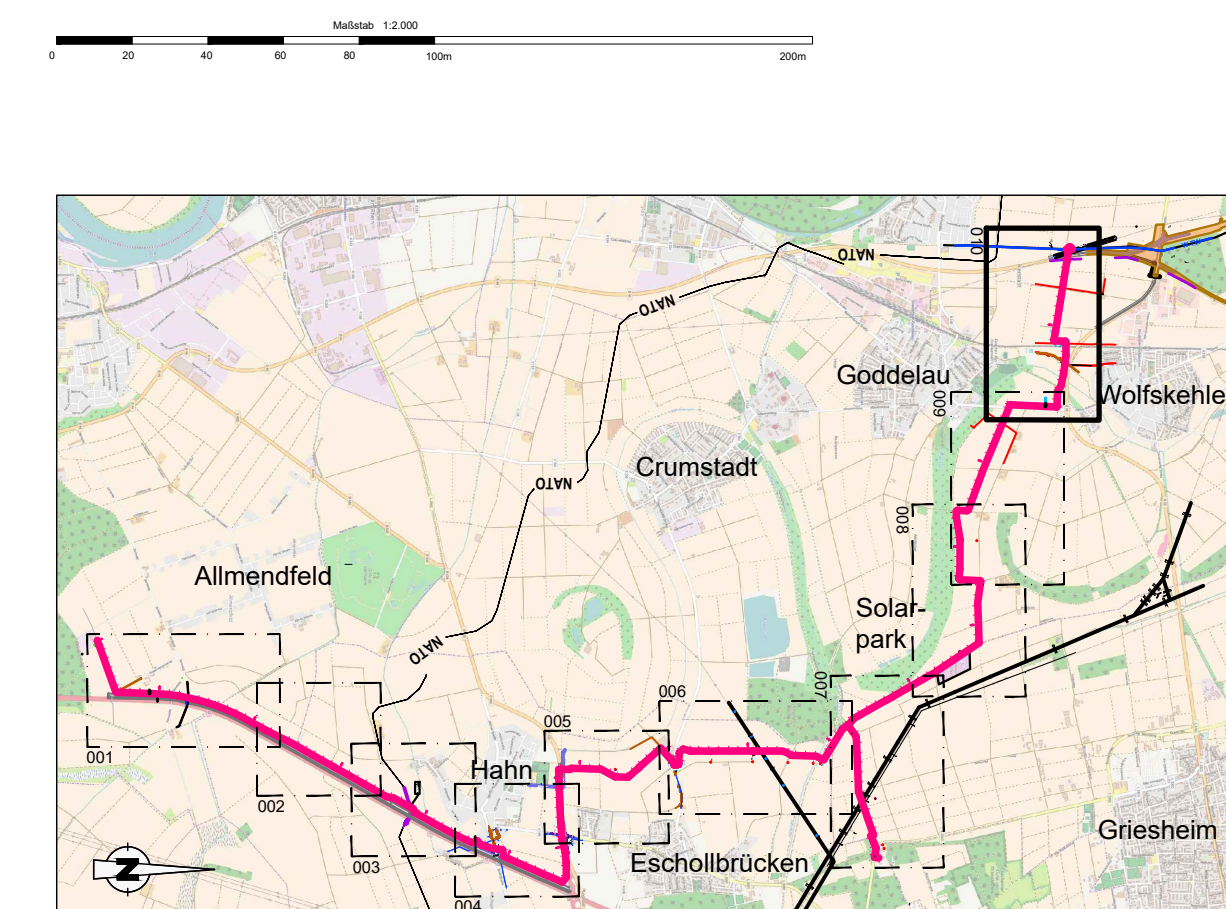 Maßstab 1:2.000
0 20 40 60 80 100m 200m
010
NATO
NATO
Goddelau
009
Wolfskehle
Crumstadt
NATO
008
Allmendfeld
Solar-
park
NATO
007
006
005
001
Hahn
002
Griesheim
003
Eschollbrücken
N
004